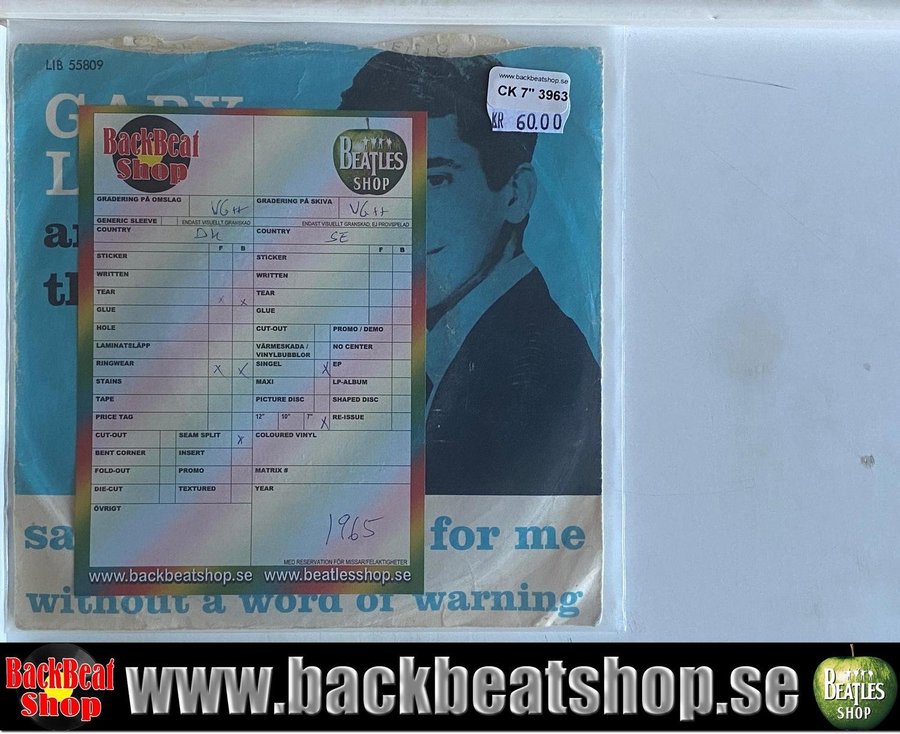 LIB 55809
www.backbeatshop.se
CK 7" 3963
KR 60.00
GARY
BackBeat
Shop
BEATLES
SHOP
GRADERING PÅ OMSLAG VG++
GRADERING PÅ SKIVA VG++
GENERIC SLEEVE ENDAST VISUELLT GRANSKAD
ENDAST VISUELLT GRANSKAD, EJ PROVSPELAD
COUNTRY DK
COUNTRY SE
F B
F B
STICKER
STICKER
WRITTEN
WRITTEN
TEAR x x
TEAR
GLUE
GLUE
HOLE
CUT-OUT PROMO / DEMO
LAMINATSLÄPP
VÄRMESKADA /
VINYLBUBBLOR
NO CENTER
RINGWEAR x x
SINGEL x EP
STAINS
MAXI LP-ALBUM
TAPE
PICTURE DISC SHAPED DISC
PRICE TAG
12" 10" 7" x RE-ISSUE
CUT-OUT SEAM SPLIT x
COLOURED VINYL
BENT CORNER INSERT
FOLD-OUT PROMO
MATRIX #
DIE-CUT TEXTURED
YEAR
ÖVRIGT
1965
MED RESERVATION FÖR MISSAR/FELAKTIGHETER
www.backbeatshop.se www.beatlesshop.se
for me
without a word of warning
BackBeat
Shop
www.backbeatshop.se
BEATLES
SHOP